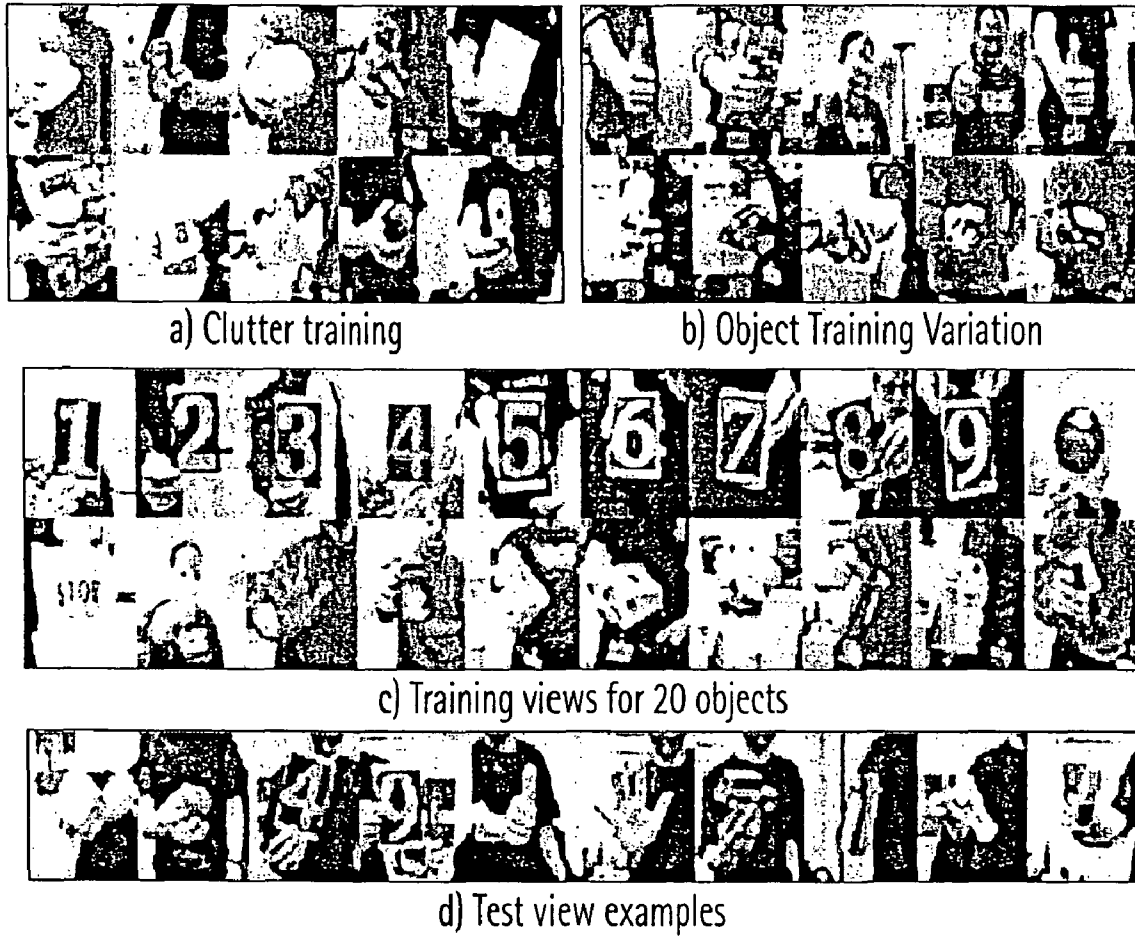 a) Clutter training
b) Object Training Variation
1 2 3 4 5 6 7 8 9
STOP
c) Training views for 20 objects
4 9
d) Test view examples